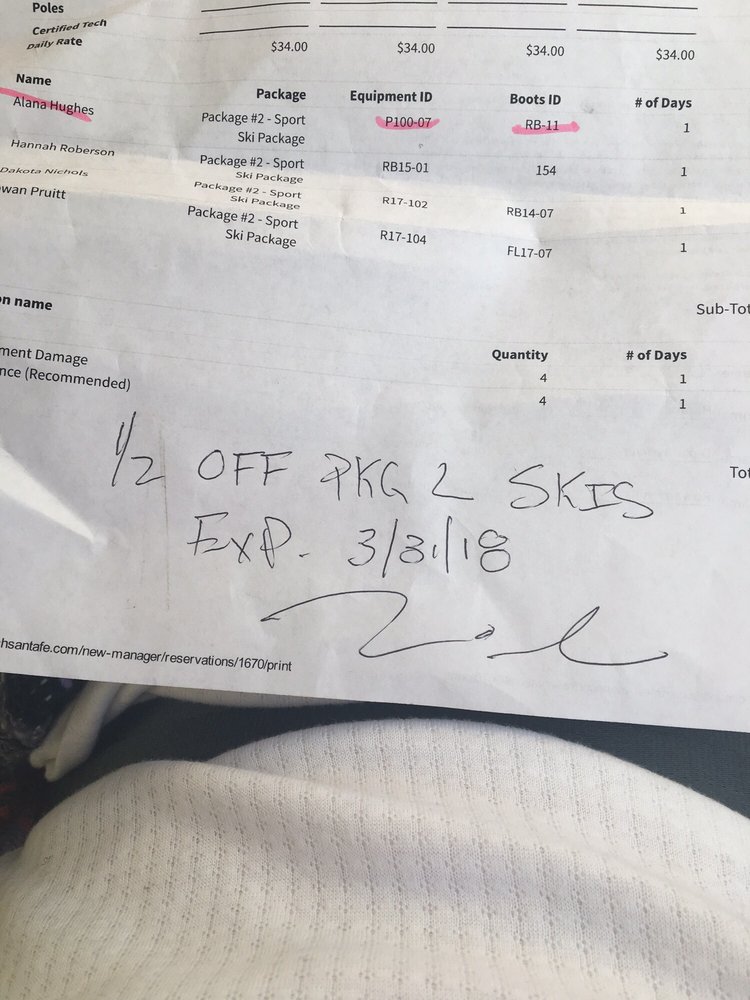 Poles
Certified Tech
Daily Rate $34.00 $34.00 $34.00 $34.00
Name Package Equipment ID Boots ID # of Days
Alana Hughes Package #2 - Sport P100-07 RB-11 1
Ski Package
Hannah Roberson Package #2 - Sport RB15-01 154 1
Ski Package
Dakota Nichols Package #2 - Sport R17-102 RB14-07 1
Ski Package
wan Pruitt Package #2 - Sport R17-104 FL17-07 1
Ski Package
on name Sub-Tot
Quantity # of Days
ment Damage 4 1
nce (Recommended) 4 1
Tot
1/2 OFF PKG 2 SKIS
EXP. 3/31/18
hsantafe.com/new-manager/reservations/1670/print